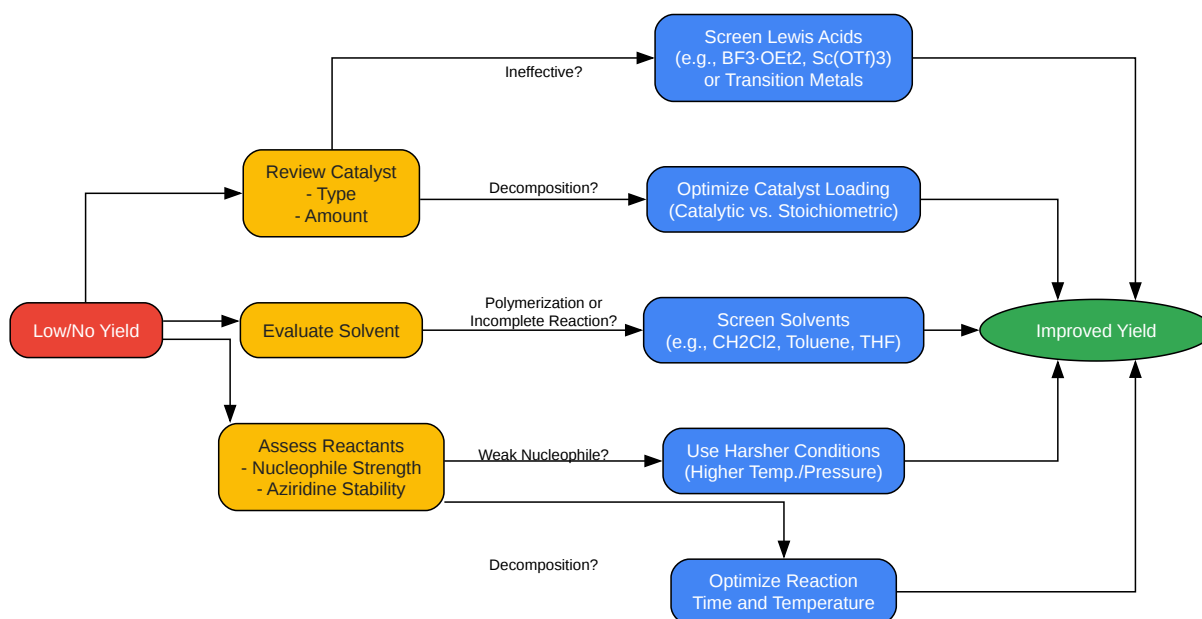 Screen Lewis Acids
(e.g., BF3·OEt2, Sc(OTf)3)
or Transition Metals
Ineffective?
Review Catalyst
- Type
- Amount
Decomposition?
Optimize Catalyst Loading
(Catalytic vs. Stoichiometric)
Low/No Yield
Evaluate Solvent
Polymerization or
Incomplete Reaction?
Screen Solvents
(e.g., CH2Cl2, Toluene, THF)
Improved Yield
Assess Reactants
- Nucleophile Strength
- Aziridine Stability
Weak Nucleophile?
Use Harsher Conditions
(Higher Temp./Pressure)
Decomposition?
Optimize Reaction
Time and Temperature